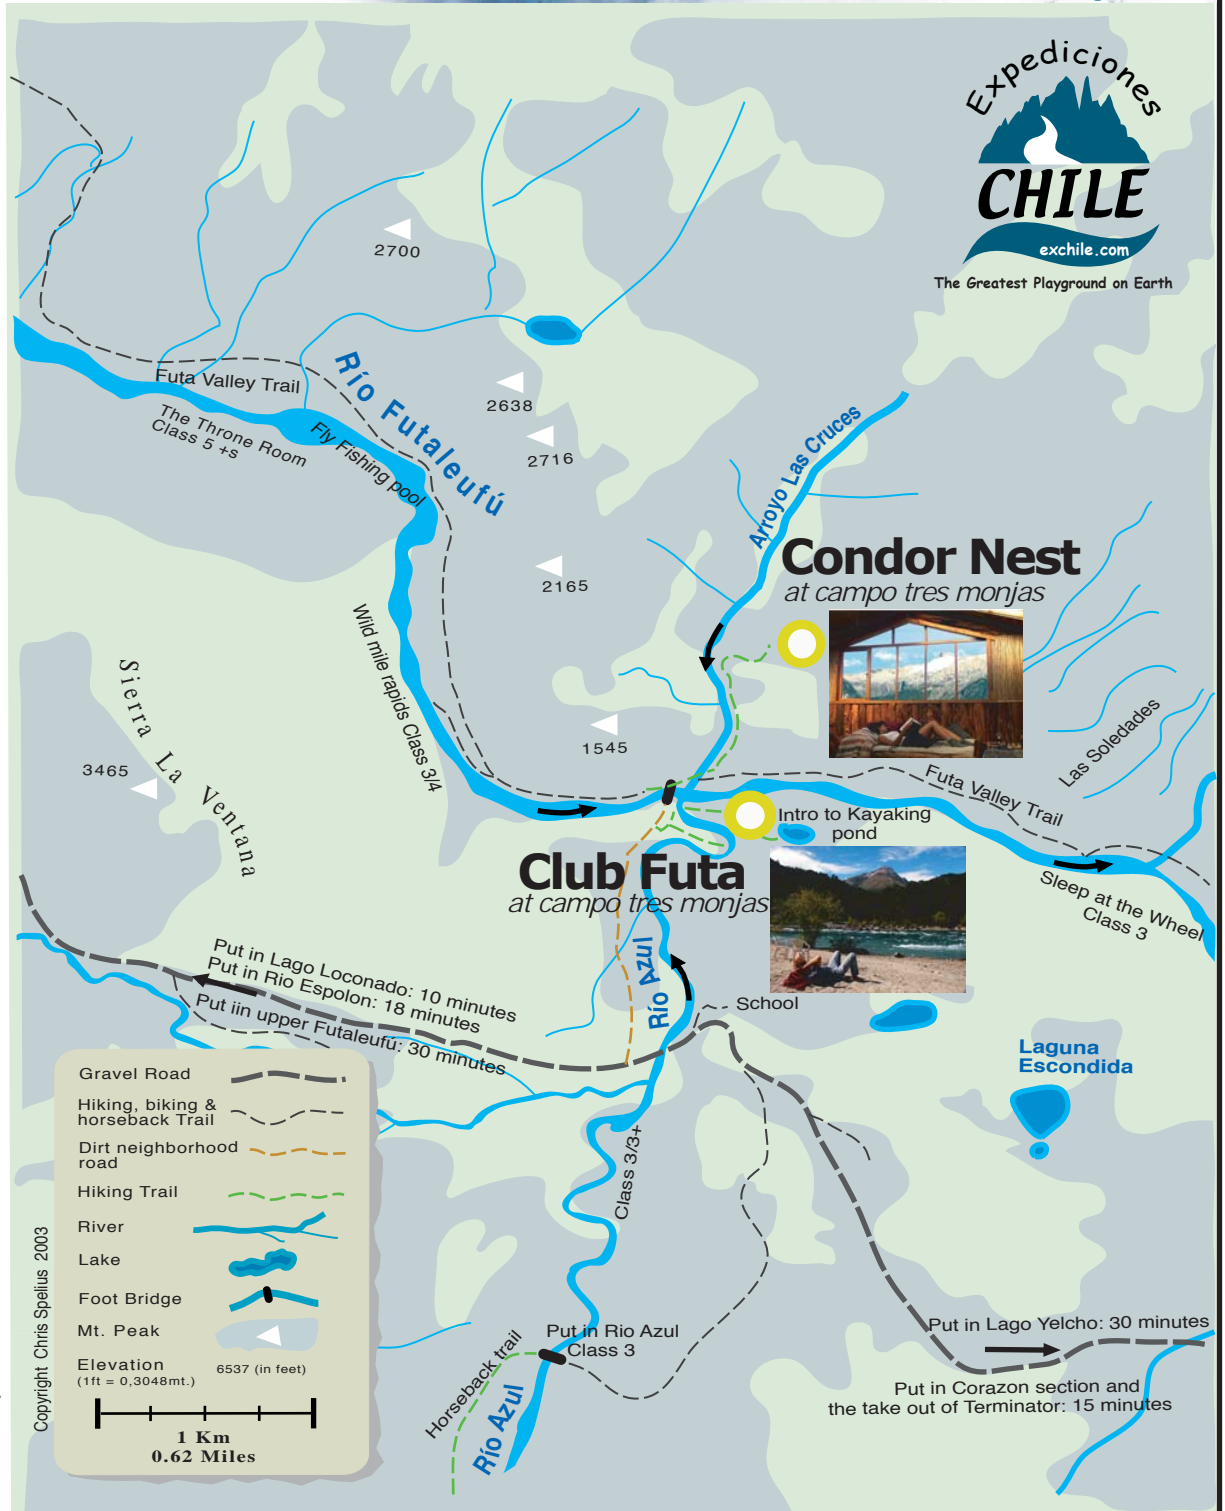 Expediciones
CHILE
exchile.com
The Greatest Playground on Earth
2700
Río Futaleufú
Futa Valley Trail
The Throne Room
Class 5 +s
Fly Fishing pool
2638
2716
2165
1545
3465
Arroyo Las Cruces
Condor Nest
at campo tres monjas
Wild mile rapids Class 3/4
Sierra La Ventana
Las Soledades
Futa Valley Trail
Intro to Kayaking
pond
Club Futa
at campo tres monjas
Sleep at the Wheel
Class 3
Río Azul
School
Put in Lago Loconado: 10 minutes
Put in Rio Espolon: 18 minutes
Put iin upper Futaleufú: 30 minutes
Laguna
Escondida
Class 3/3+
Put in Rio Azul
Class 3
Horseback trail
Río Azul
Put in Lago Yelcho: 30 minutes
Put in Corazon section and
the take out of Terminator: 15 minutes
Gravel Road
Hiking, biking &
horseback Trail
Dirt neighborhood
road
Hiking Trail
River
Lake
Foot Bridge
Mt. Peak
Elevation
(1ft = 0,3048mt.)
6537 (in feet)
1 Km
0.62 Miles
Copyright Chris Spelius 2003